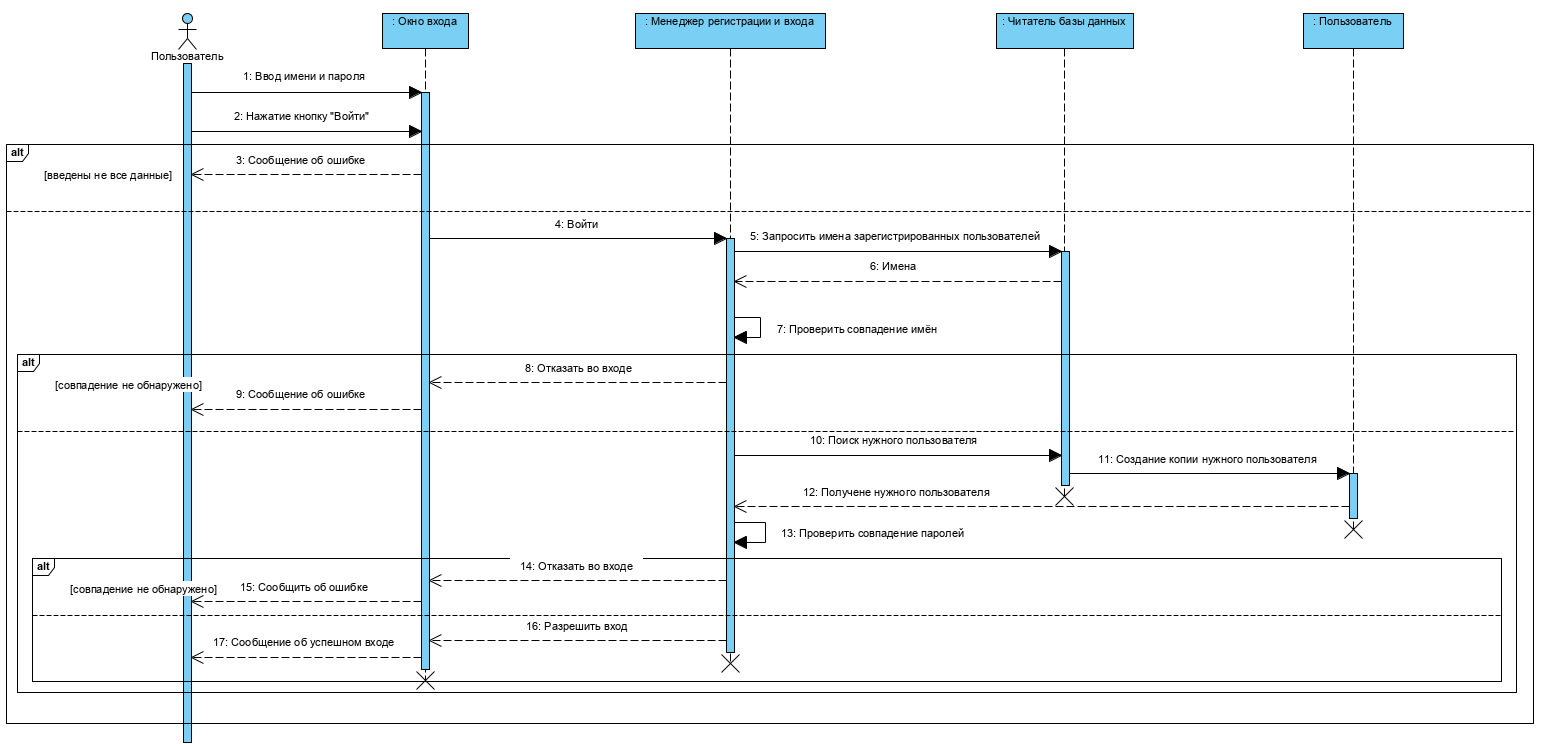 : Окно входа
: Менеджер регистрации и входа
: Читатель базы данных
: Пользователь
Пользователь
1: Ввод имени и пароля
2: Нажатие кнопку "Войти"
alt
3: Сообщение об ошибке
[введены не все данные]
4: Войти
5: Запросить имена зарегистрированных пользователей
6: Имена
7: Проверить совпадение имён
alt
8: Отказать во входе
[совпадение не обнаружено]
9: Сообщение об ошибке
10: Поиск нужного пользователя
11: Создание копии нужного пользователя
12: Получене нужного пользователя
13: Проверить совпадение паролей
alt
14: Отказать во входе
[совпадение не обнаружено]
15: Сообщить об ошибке
16: Разрешить вход
17: Сообщение об успешном входе